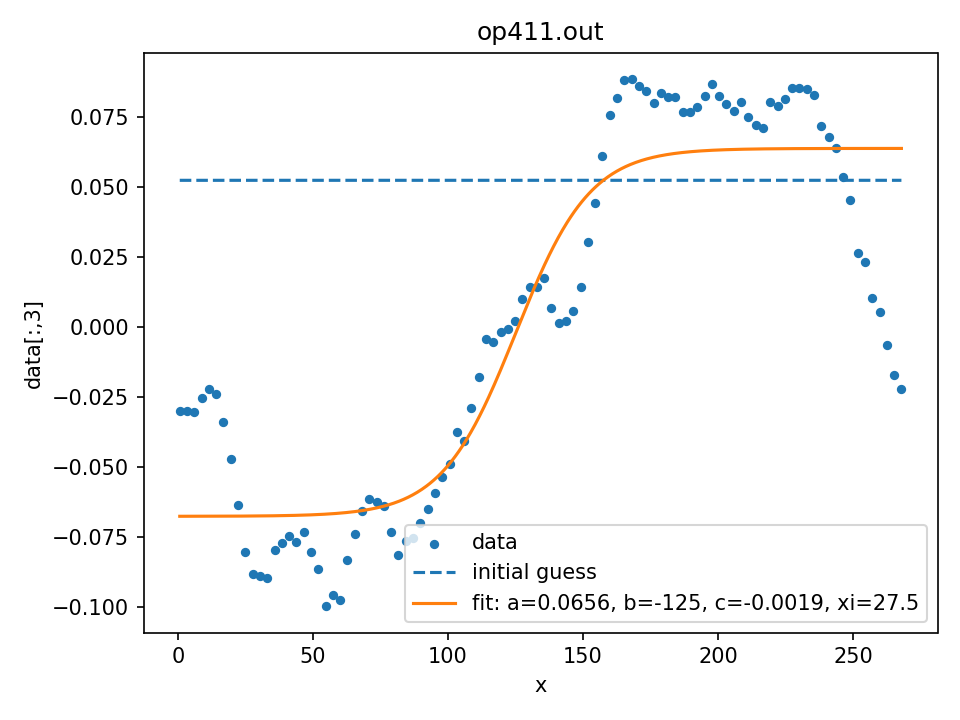 op411.out
0.075
0.050
0.025
0.000
−0.025
−0.050
−0.075
−0.100
data[:,3]
data
initial guess
fit: a=0.0656, b=-125, c=-0.0019, xi=27.5
0 50 100 150 200 250
x